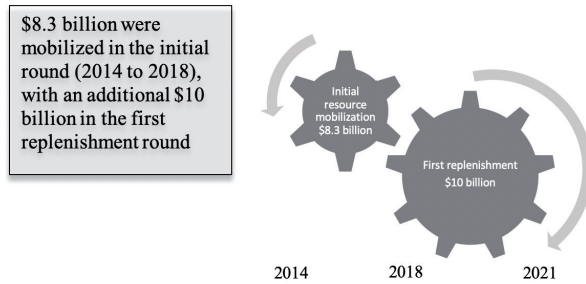 $8.3 billion were
mobilized in the initial
round (2014 to 2018),
with an additional $10
billion in the first
replenishment round
Initial
resource
mobilization
$8.3 billion
First replenishment
$10 billion
2014
2018
2021